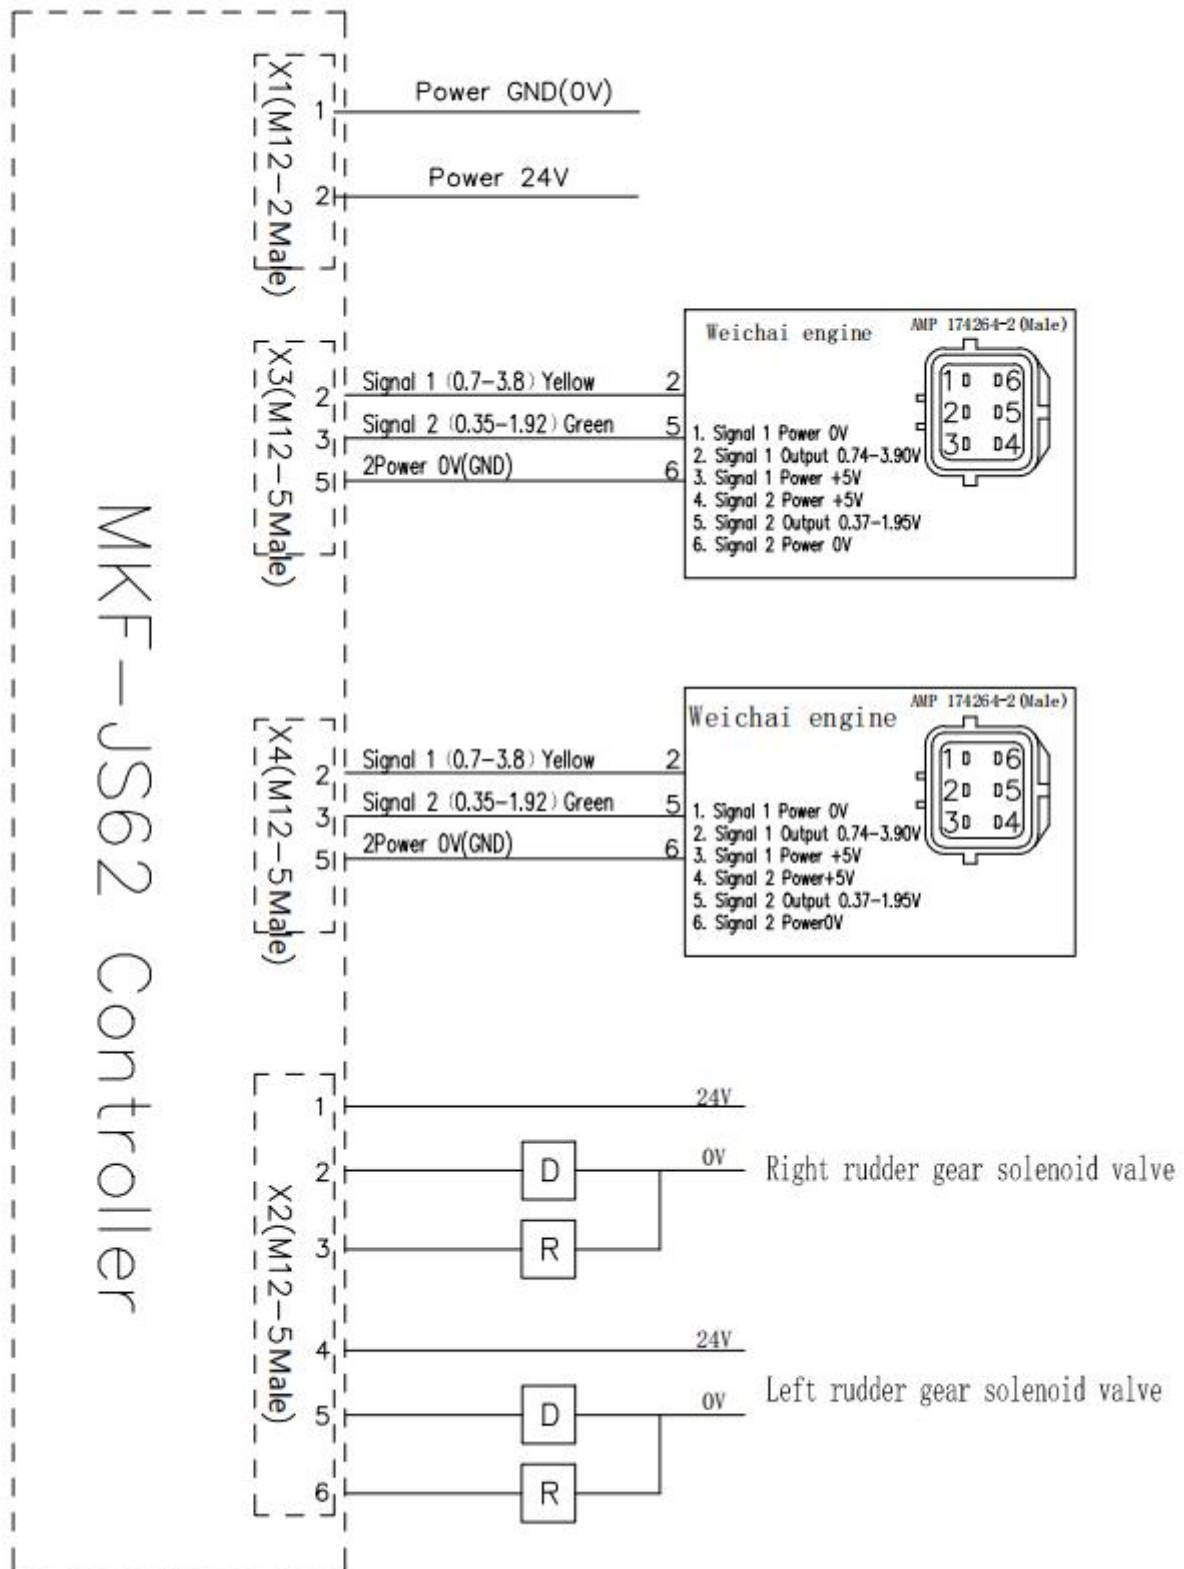 MKF-JS62 Controller
X1(M12-2Male)
1
Power GND(0V)
2
Power 24V
X3(M12-5Male)
2
Signal 1 (0.7-3.8) Yellow
2
3
Signal 2 (0.35-1.92) Green
5
5
2Power 0V(GND)
6
Weichai engine
AMP 174264-2(Male)
1
6
2
5
3
4
1. Signal 1 Power 0V
2. Signal 1 Output 0.74-3.90V
3. Signal 1 Power +5V
4. Signal 2 Power +5V
5. Signal 2 Output 0.37-1.95V
6. Signal 2 Power 0V
X4(M12-5Male)
2
Signal 1 (0.7-3.8) Yellow
2
3
Signal 2 (0.35-1.92) Green
5
5
2Power 0V(GND)
6
Weichai engine
AMP 174264-2(Male)
1
6
2
5
3
4
1. Signal 1 Power 0V
2. Signal 1 Output 0.74-3.90V
3. Signal 1 Power +5V
4. Signal 2 Power+5V
5. Signal 2 Output 0.37-1.95V
6. Signal 2 Power0V
X2(M12-5Male)
1
24V
2
D
0V
Right rudder gear solenoid valve
3
R
4
24V
Left rudder gear solenoid valve
5
D
0V
6
R